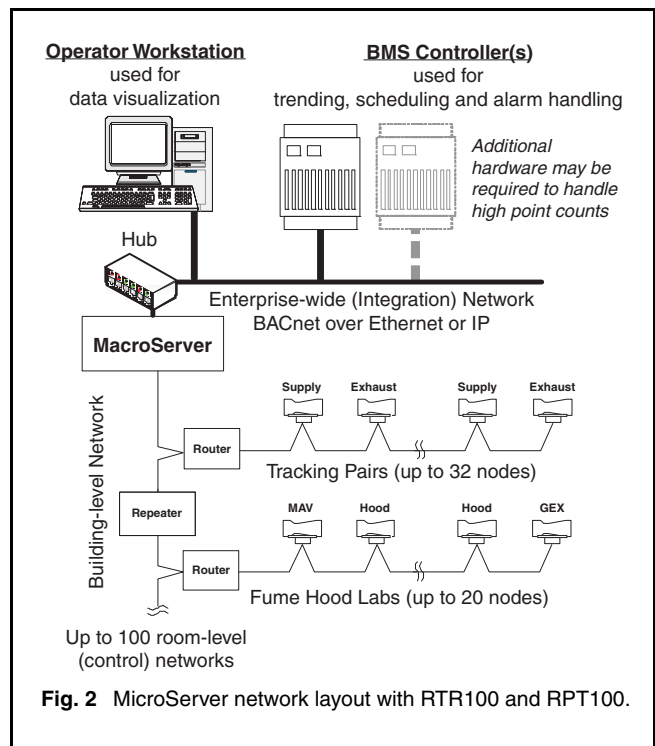 Operator Workstation
used for
data visualization
BMS Controller(s)
used for
trending, scheduling and alarm handling
Additional
hardware may be
required to handle
high point counts
Hub
Enterprise-wide (Integration) Network
BACnet over Ethernet or IP
MacroServer
Building-level Network
Supply
Exhaust
Supply
Exhaust
Router
Tracking Pairs (up to 32 nodes)
Repeater
MAV
Hood
Hood
GEX
Router
Fume Hood Labs (up to 20 nodes)
Up to 100 room-level
(control) networks
Fig. 2 MicroServer network layout with RTR100 and RPT100.